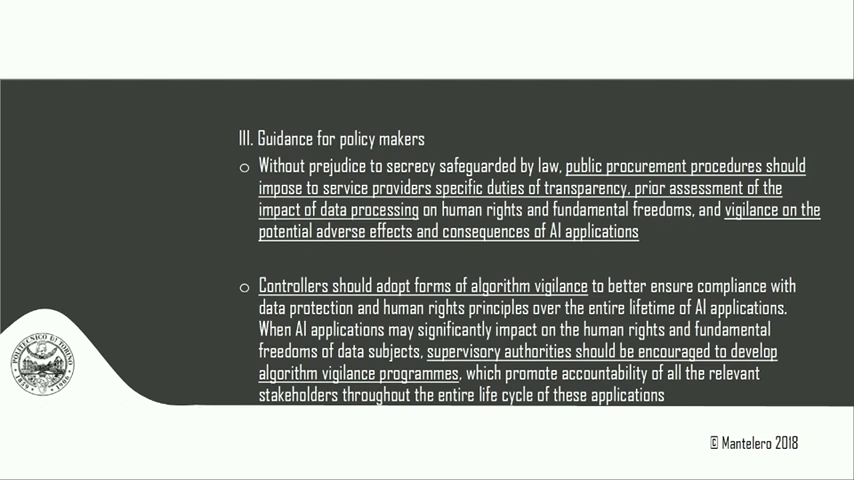 III. Guidance for policy makers
o Without prejudice to secrecy safeguarded by law, public procurement procedures should
impose to service providers specific duties of transparency, prior assessment of the
impact of data processing on human rights and fundamental freedoms, and vigilance on the
potential adverse effects and consequences of AI applications
o Controllers should adopt forms of algorithm vigilance to better ensure compliance with
data protection and human rights principles over the entire lifetime of AI applications.
When AI applications may significantly impact on the human rights and fundamental
freedoms of data subjects, supervisory authorities should be encouraged to develop
algorithm vigilance programmes, which promote accountability of all the relevant
stakeholders throughout the entire life cycle of these applications
POLITECNICO DI TORINO
© Mantelero 2018